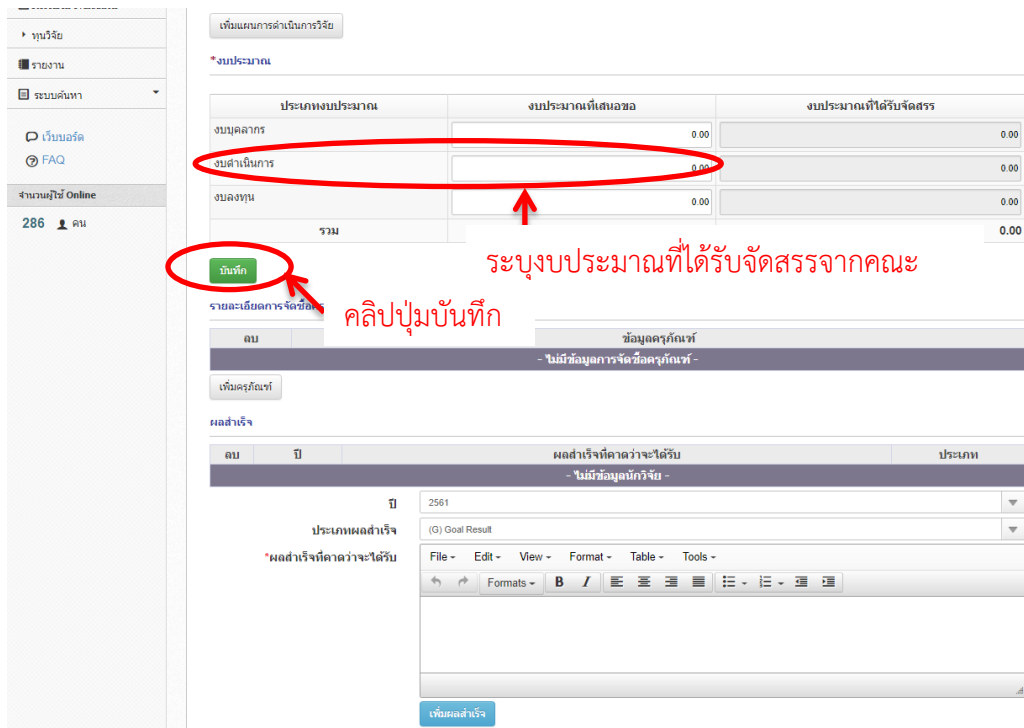 ทุนวิจัย
รายงาน
ระบบค้นหา
เว็บบอร์ด
FAQ
จำนวนผู้ใช้ Online
286 คน
เพิ่มแผนการดำเนินการวิจัย
*งบประมาณ
ประเภทงบประมาณ งบประมาณที่เสนอขอ งบประมาณที่ได้รับจัดสรร
งบบุคลากร 0.00 0.00
งบดำเนินการ 0.00 0.00
งบลงทุน 0.00 0.00
รวม 0.00
ระบุงบประมาณที่ได้รับจัดสรรจากคณะ
บันทึก
คลิปปุ่มบันทึก
รายละเอียดการจัดซื้อ
ลบ ข้อมูลครุภัณฑ์
- ไม่มีข้อมูลการจัดซื้อครุภัณฑ์ -
เพิ่มครุภัณฑ์
ผลสำเร็จ
ลบ ปี ผลสำเร็จที่คาดว่าจะได้รับ ประเภท
- ไม่มีข้อมูลนักวิจัย -
ปี 2561
ประเภทผลสำเร็จ (G) Goal Result
*ผลสำเร็จที่คาดว่าจะได้รับ File Edit View Format Table Tools
Formats B I
เพิ่มผลสำเร็จ